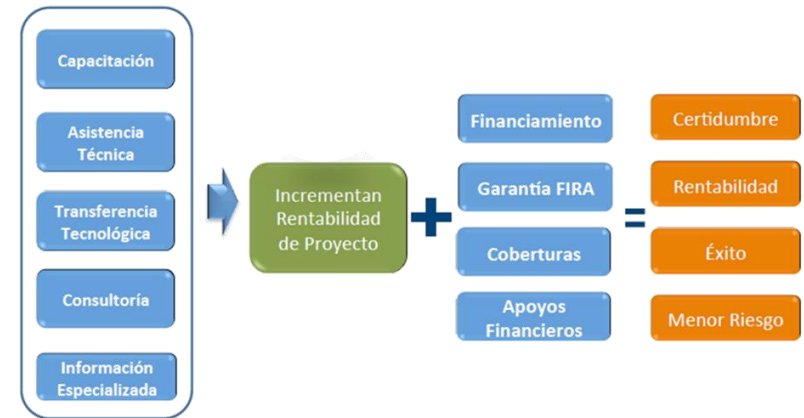 Capacitación
Asistencia
Técnica
Transferencia
Tecnológica
Consultoría
Información
Especializada
Incrementan
Rentabilidad
de Proyecto
+
Financiamiento
Garantía FIRA
Coberturas
Apoyos
Financieros
=
Certidumbre
Rentabilidad
Éxito
Menor Riesgo